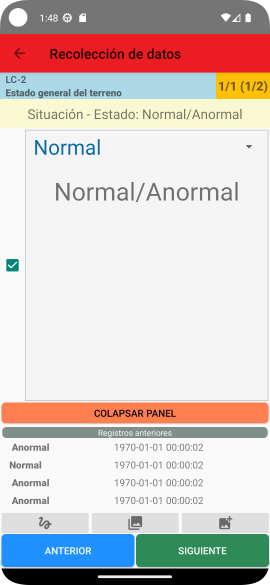 1:48
Recolección de datos
LC-2
Estado general del terreno
1/1 (1/2)
Situación - Estado: Normal/Anormal
Normal
Normal/Anormal
COLAPSAR PANEL
Registros anteriores
Anormal 1970-01-01 00:00:02
Normal 1970-01-01 00:00:02
Anormal 1970-01-01 00:00:02
Anormal 1970-01-01 00:00:02
ANTERIOR
SIGUIENTE